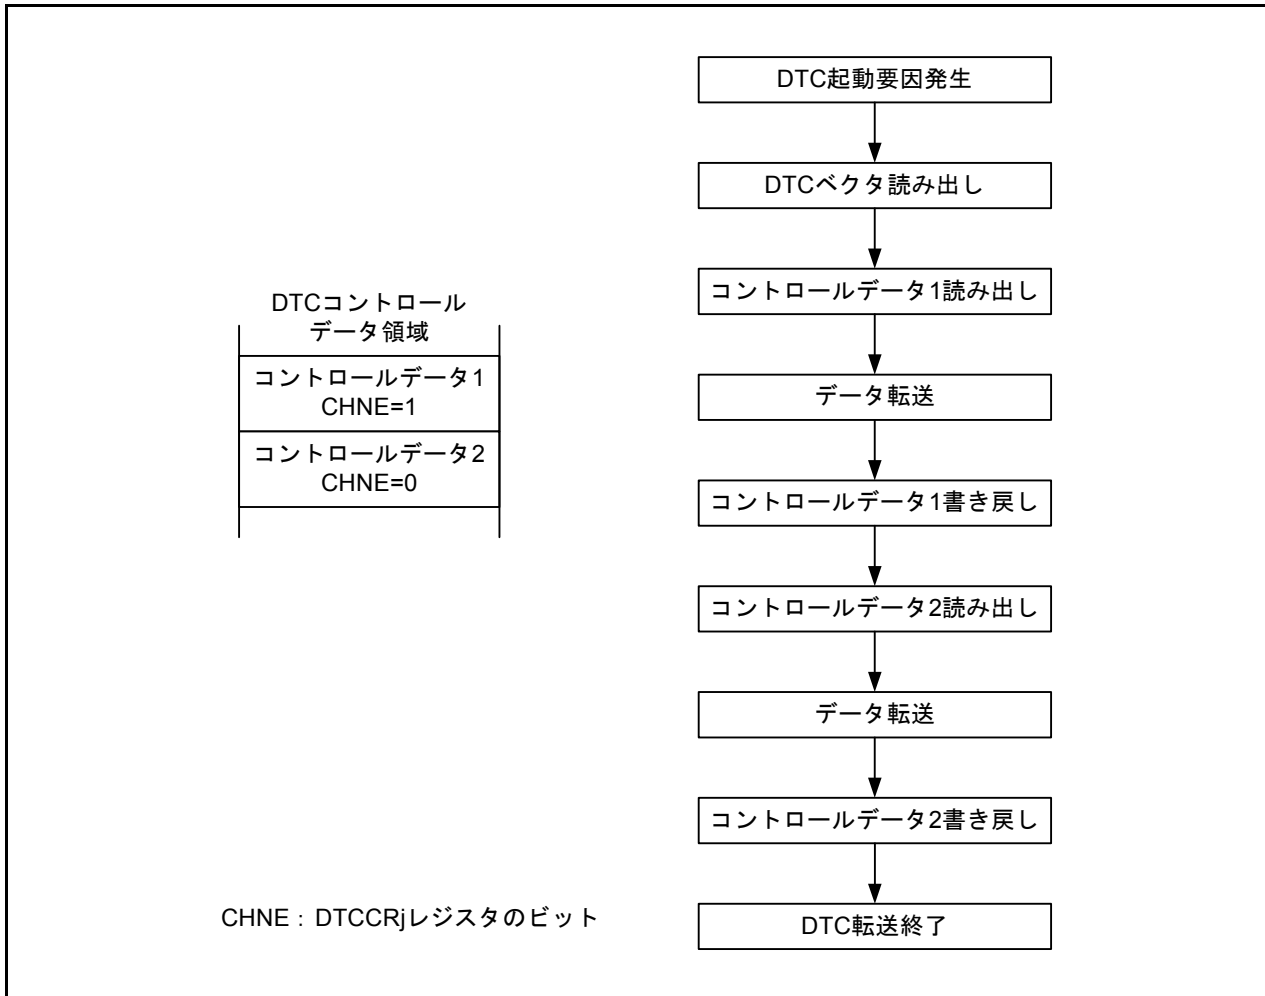 DTC起動要因発生
DTCベクタ読み出し
コントロールデータ1読み出し
データ転送
コントロールデータ1書き戻し
コントロールデータ2読み出し
データ転送
コントロールデータ2書き戻し
DTC転送終了
DTCコントロール
データ領域
コントロールデータ1
CHNE=1
コントロールデータ2
CHNE=0
CHNE：DTCCRjレジスタのビット